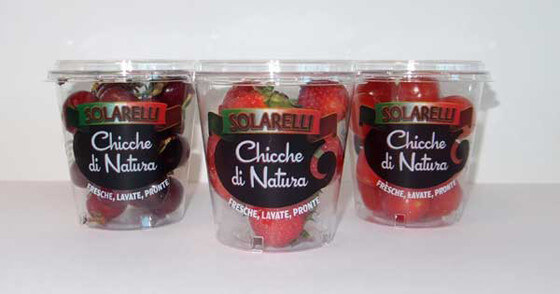 SOLARELLI
Chicche
di Natura
FRESCHE, LAVATE, PRONTE
SOLARELLI
Chicche
di Natura
FRESCHE, LAVATE, PRONTE
SOLARELLI
Chicche
di Natura
FRESCHE, LAVATE, PRONTE